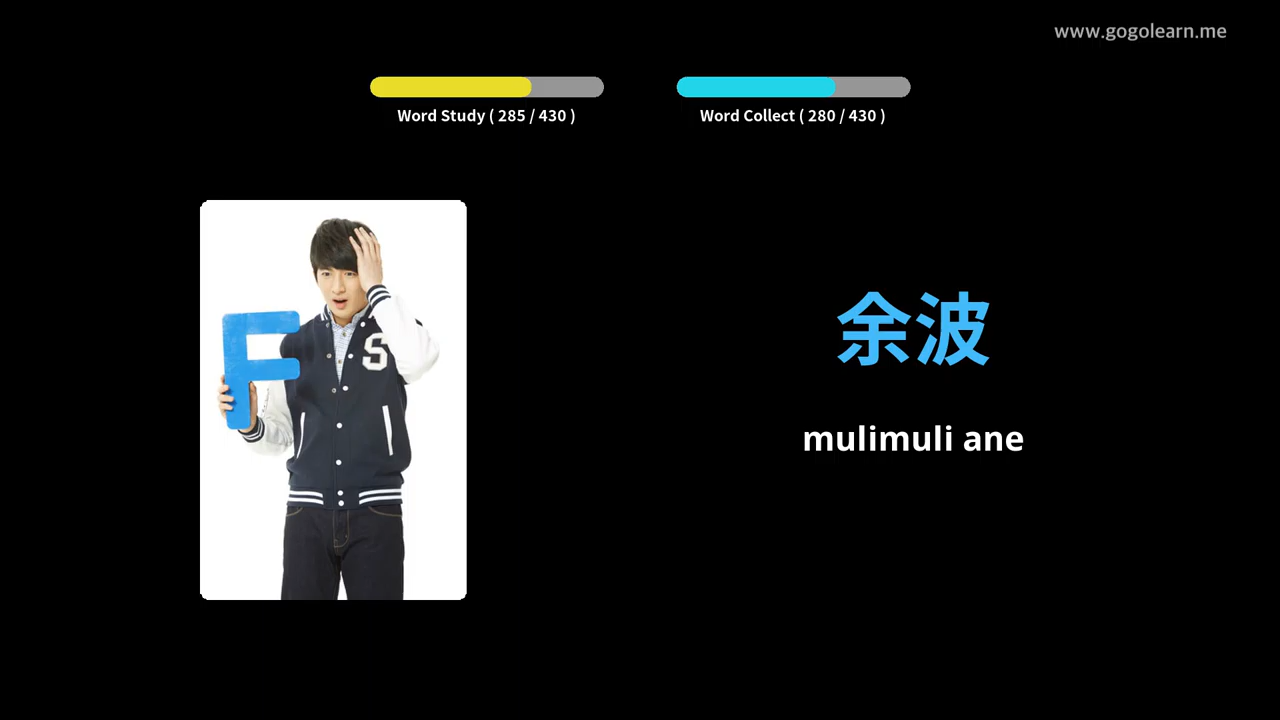 www.gogolearn.me
Word Study ( 285 / 430 )
Word Collect ( 280 / 430 )
F
S
余波
mulimuli ane